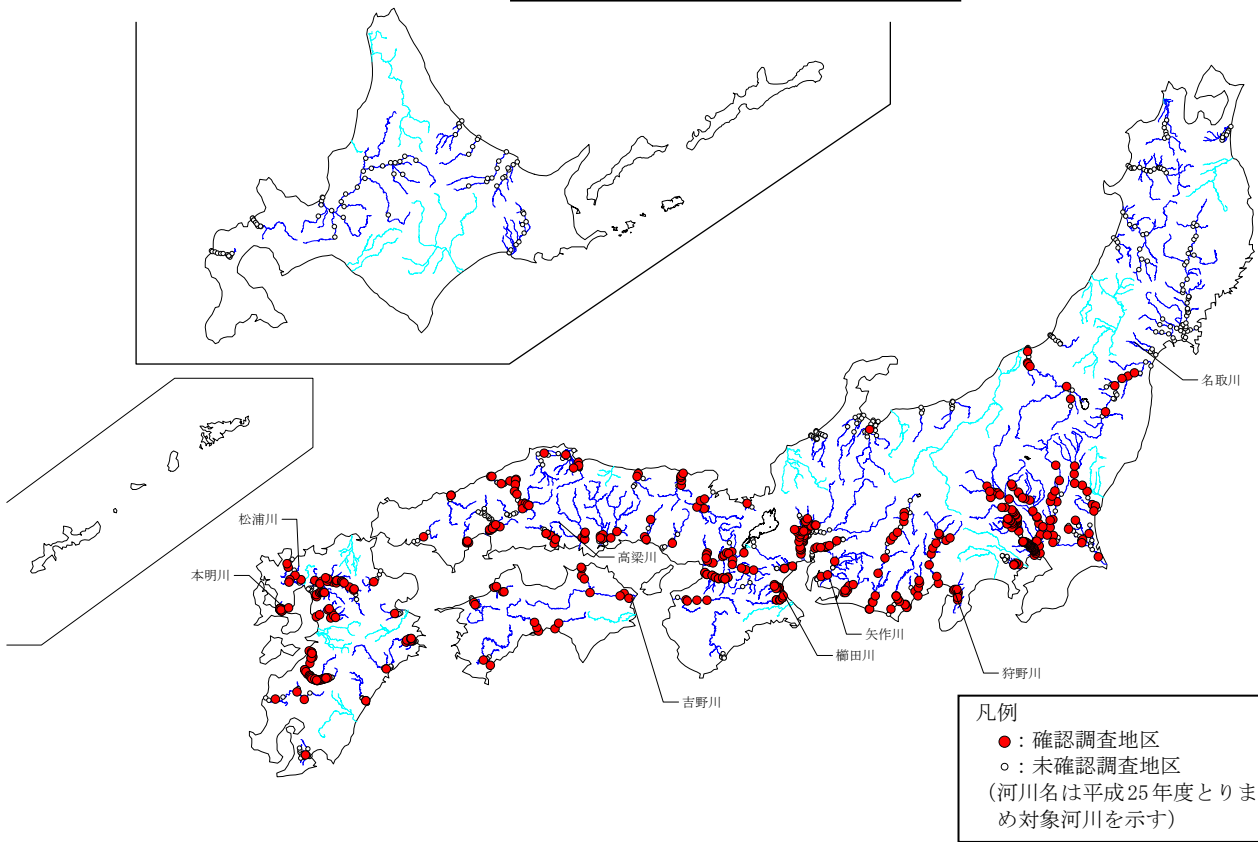 名取川
松浦川
本明川
高梁川
矢作川
櫛田川
狩野川
吉野川
凡例
●：確認調査地区
○：未確認調査地区
（河川名は平成25年度とりま
め対象河川を示す）